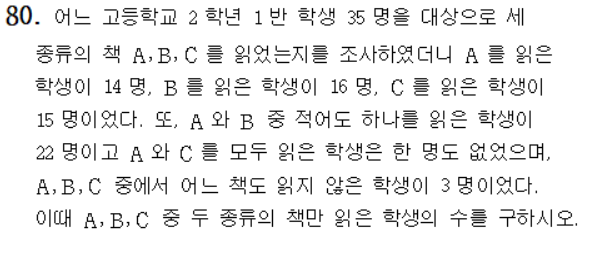 80. 어느 고등학교 2 학년 1 반 학생 35 명을 대상으로 세
종류의 책 A, B, C 를 읽었는지를 조사하였더니 A 를 읽은
학생이 14 명, B 를 읽은 학생이 16 명, C 를 읽은 학생이
15 명이었다. 또, A 와 B 중 적어도 하나를 읽은 학생이
22 명이고 A 와 C 를 모두 읽은 학생은 한 명도 없었으며,
A, B, C 중에서 어느 책도 읽지 않은 학생이 3 명이었다.
이때 A, B, C 중 두 종류의 책만 읽은 학생의 수를 구하시오.